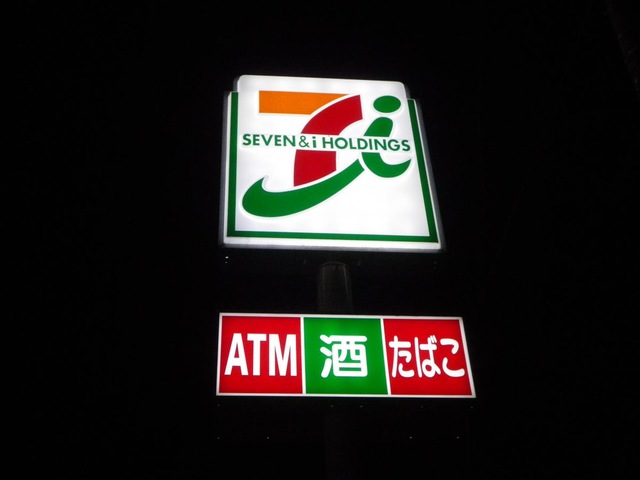 SEVEN & i HOLDINGS
ATM 酒 たばこ